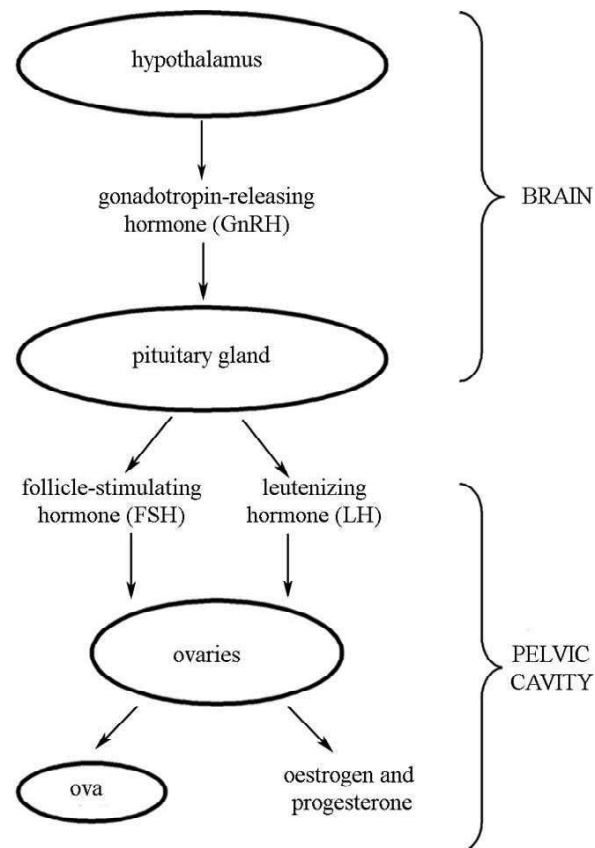 hypothalamus
gonadotropin-releasing
hormone (GnRH)
BRAIN
pituitary gland
follicle-stimulating
hormone (FSH)
leutenizing
hormone (LH)
ovaries
PELVIC
CAVITY
ova
oestrogen and
progesterone